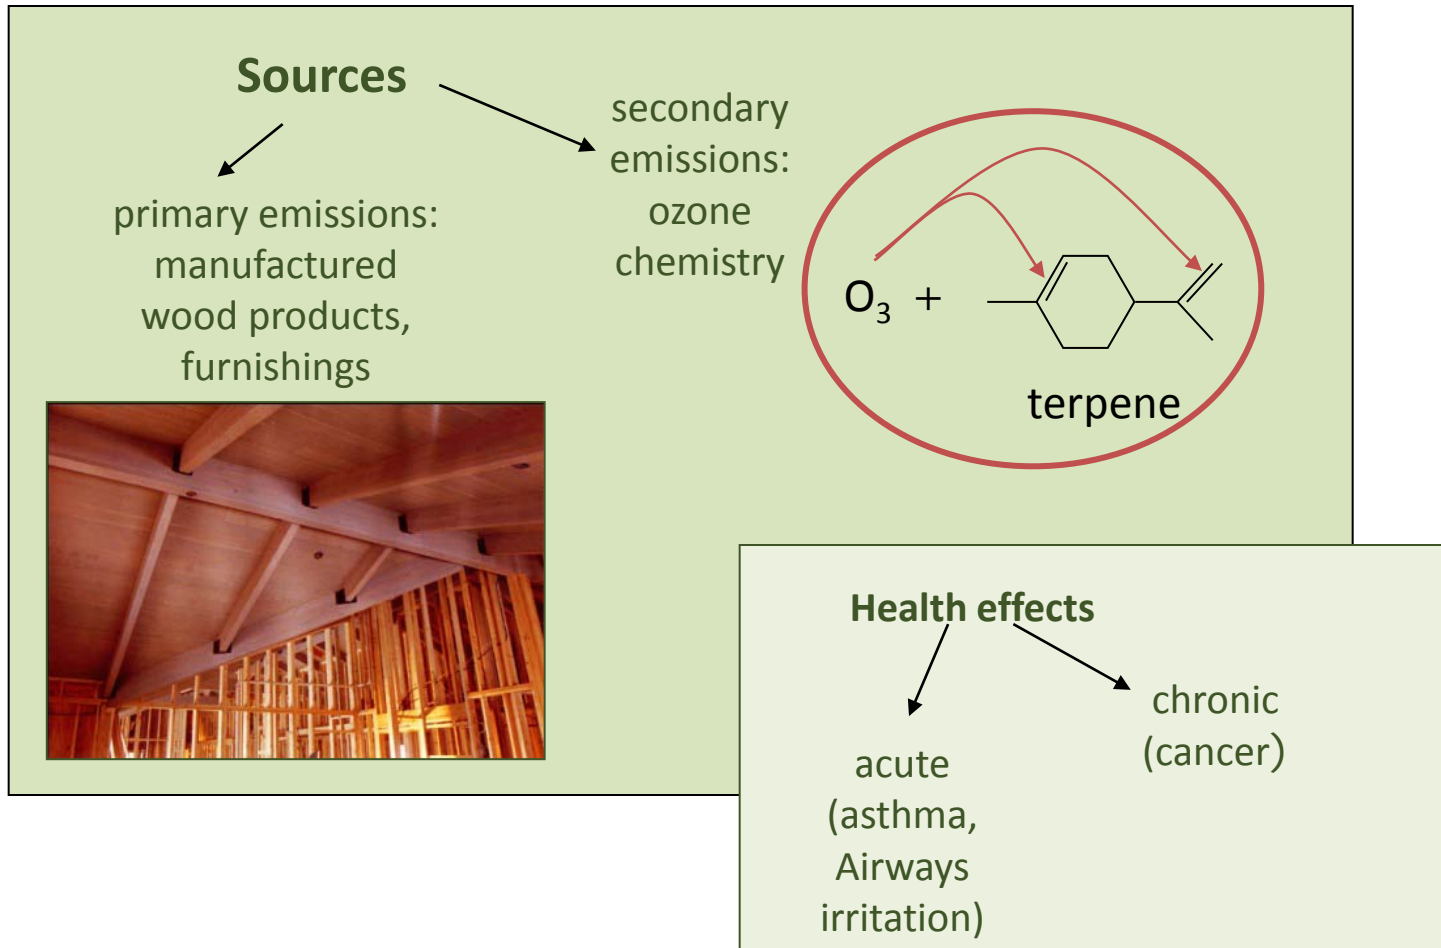 Sources
primary emissions:
manufactured
wood products,
furnishings
secondary
emissions:
ozone
chemistry
O₃ +
terpene
Health effects
acute
(asthma,
Airways
irritation)
chronic
(cancer)